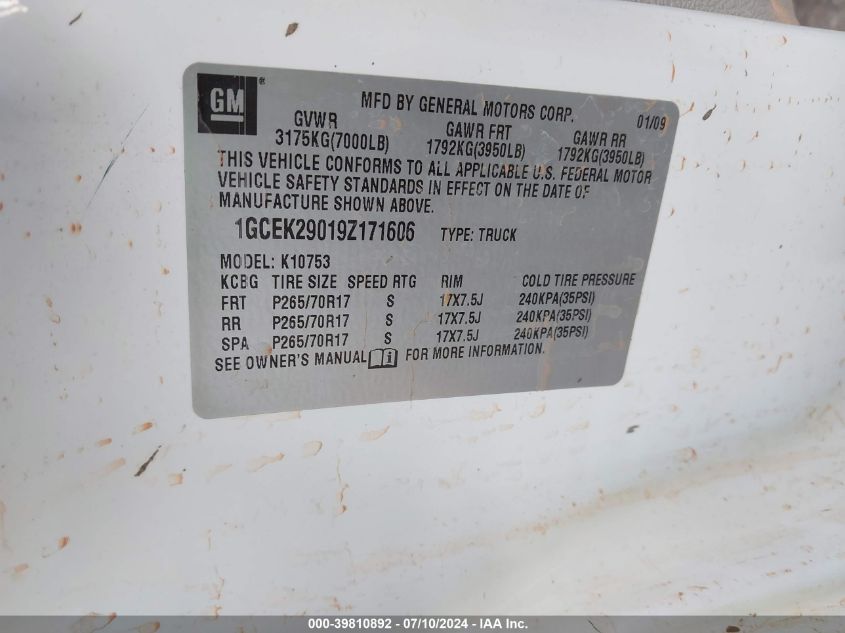 GM ®
MFD BY GENERAL MOTORS CORP. 01/09
GVWR GAWR FRT GAWR RR
3175KG(7000LB) 1792KG(3950LB) 1792KG(3950LB)
THIS VEHICLE CONFORMS TO ALL APPLICABLE U.S. FEDERAL MOTOR
VEHICLE SAFETY STANDARDS IN EFFECT ON THE DATE OF
MANUFACTURE SHOWN ABOVE.
1GCEK29019Z171606 TYPE: TRUCK
MODEL: K10753
KCBG TIRE SIZE SPEED RTG RIM COLD TIRE PRESSURE
FRT P265/70R17 S 17X7.5J 240KPA(35PSI)
RR P265/70R17 S 17X7.5J 240KPA(35PSI)
SPA P265/70R17 S 17X7.5J 240KPA(35PSI)
SEE OWNER'S MANUAL i FOR MORE INFORMATION.
000-39810892 - 07/10/2024 - IAA Inc.